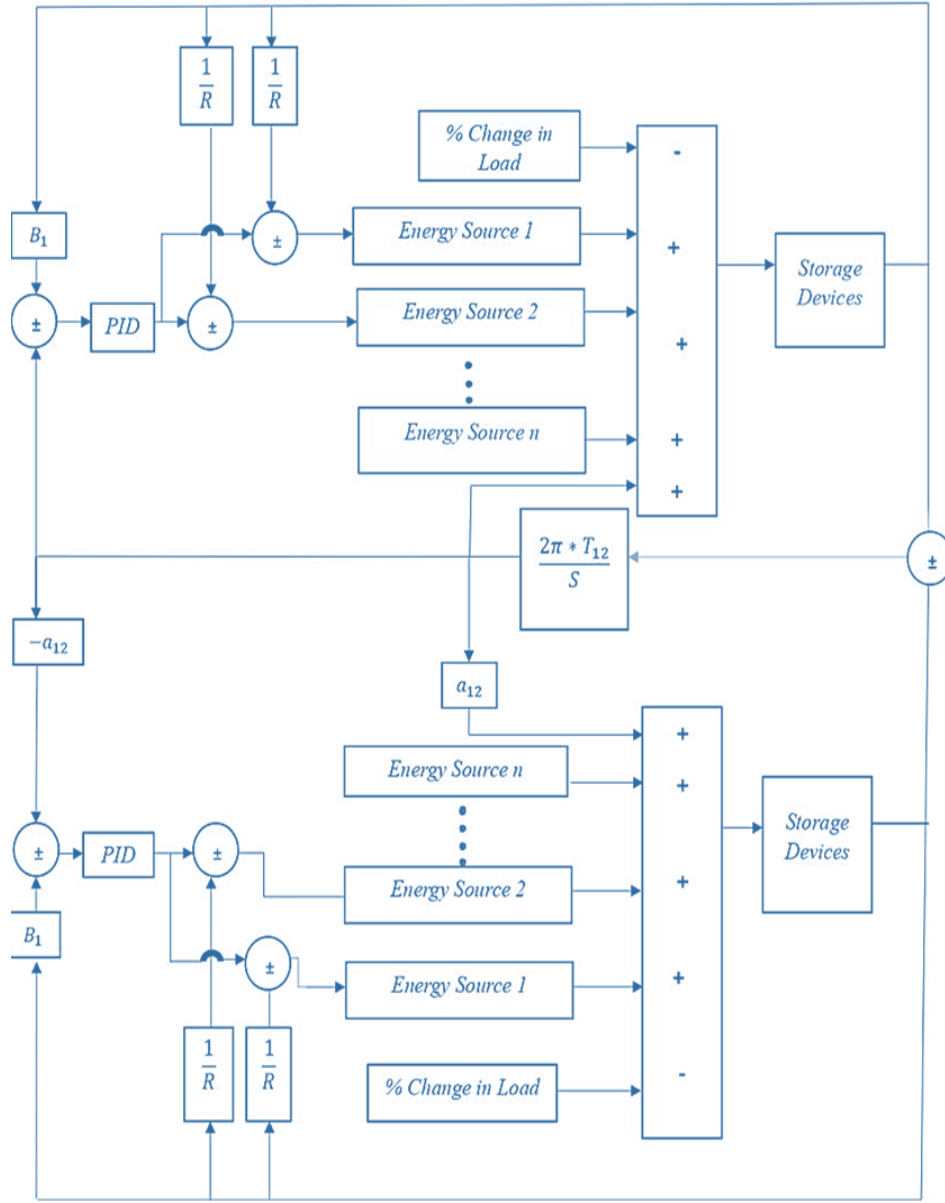 1
R
1
R
% Change in
Load
-
B₁
±
Energy Source 1
+
Storage
Devices
±
PID
±
Energy Source 2
+
Energy Source n
+
+
2π * T₁₂
S
±
−a₁₂
a₁₂
+
Energy Source n
+
±
PID
±
Storage
Devices
Energy Source 2
+
B₁
±
Energy Source 1
+
1
R
1
R
% Change in Load
-